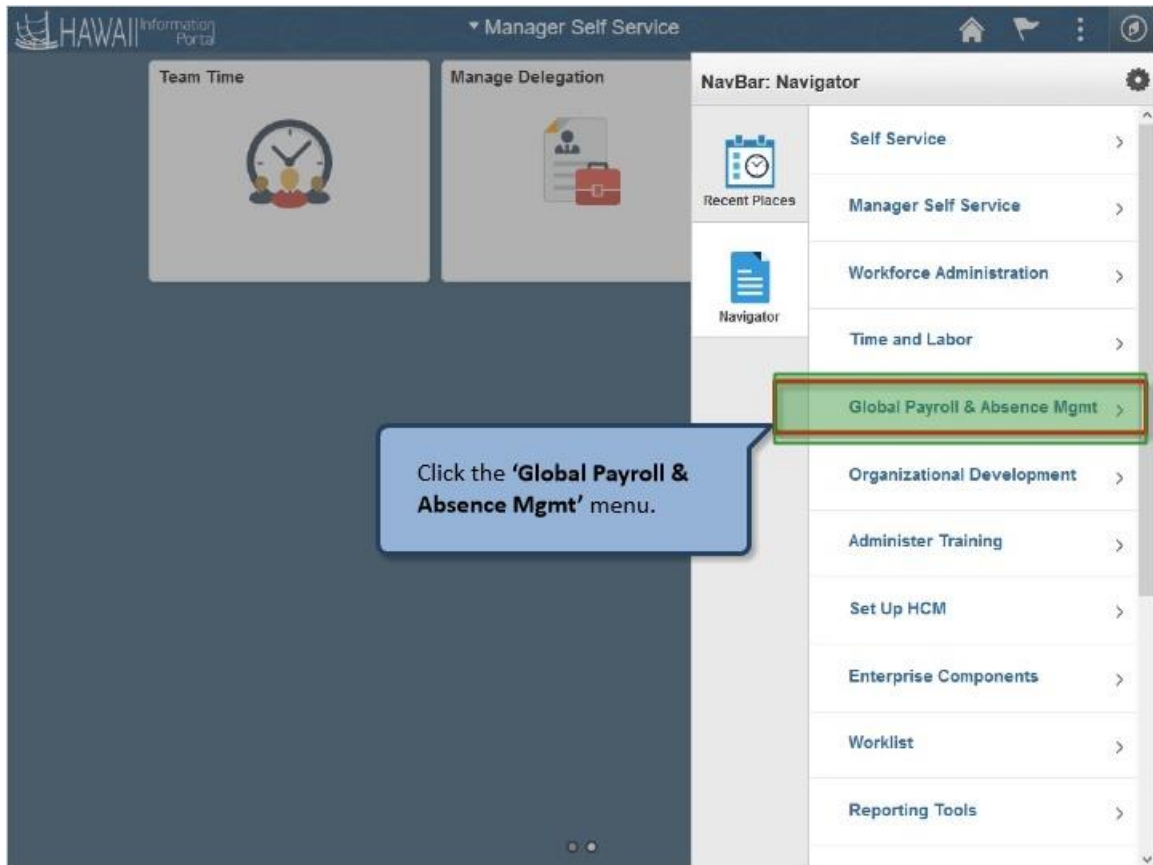 HAWAII Information
Portal
Manager Self Service
Team Time
Manage Delegation
NavBar: Navigator
Recent Places
Navigator
Self Service
Manager Self Service
Workforce Administration
Time and Labor
Global Payroll & Absence Mgmt
Organizational Development
Administer Training
Set Up HCM
Enterprise Components
Worklist
Reporting Tools
Click the ‘Global Payroll &
Absence Mgmt’ menu.